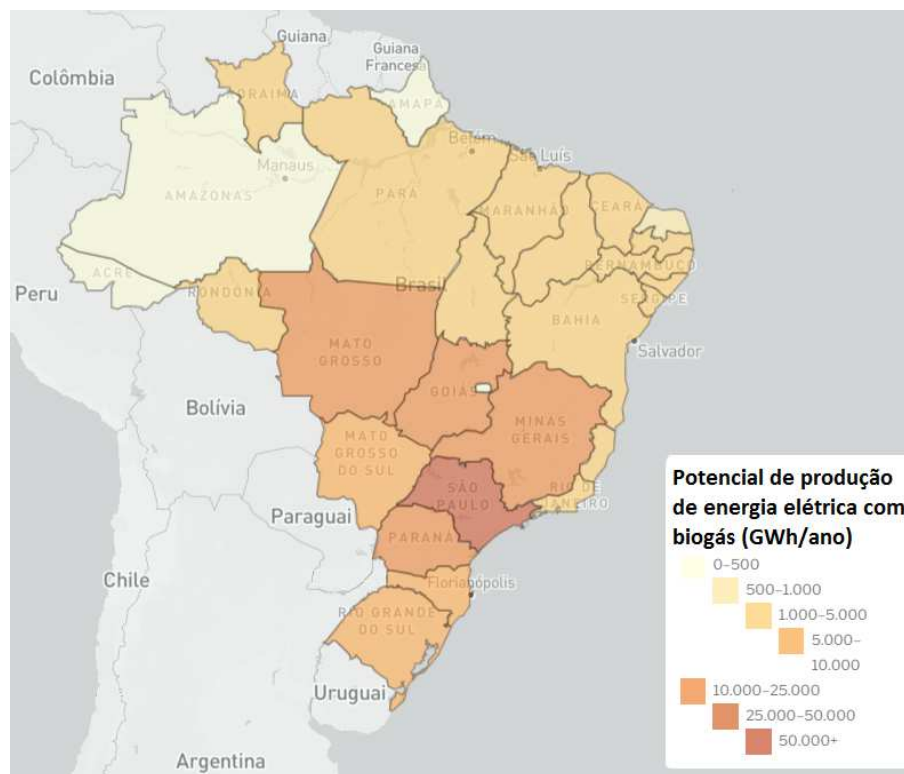 Guiana
Guiana
Francesa
Colômbia
RORAIMA
AMAPÁ
Belém
São Luís
Manaus
AMAZONAS
PARÁ
MARANHÃO
CEARÁ
ACRE
Peru
RONDÔNIA
Brasil
PERNAMBUCO
SERGIPE
BAHIA
MATO
GROSSO
Salvador
GOIÁS
Bolívia
MINAS
GERAIS
MATO
GROSSO
DO SUL
SÃO
PAULO
RIO DE
JANEIRO
Paraguai
PARANÁ
Chile
Florianópolis
RIO GRANDE
DO SUL
Uruguai
Argentina
Potencial de produção
de energia elétrica com
biogás (GWh/ano)
0–500
500–1.000
1.000–5.000
5.000–
10.000
10.000–25.000
25.000–50.000
50.000+